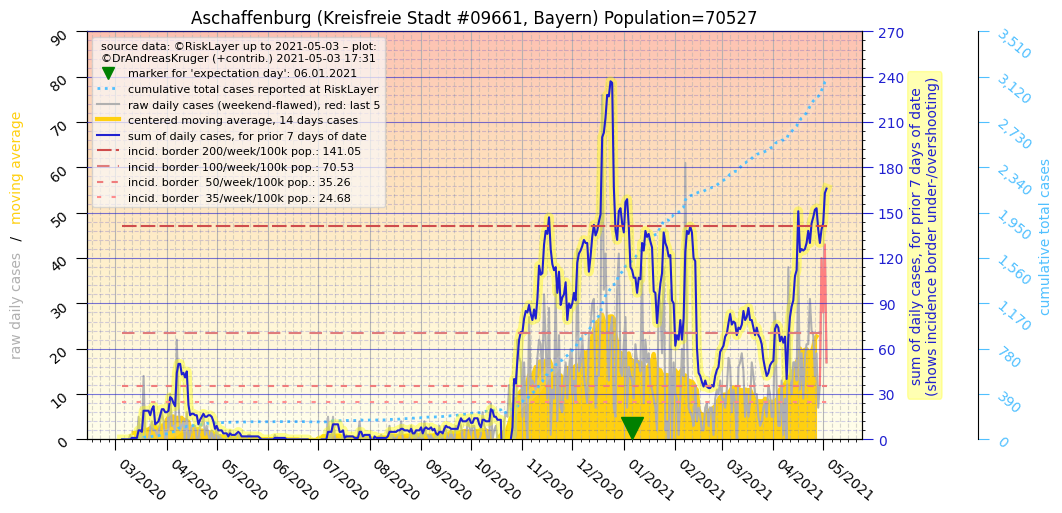 Aschaffenburg (Kreisfreie Stadt #09661, Bayern) Population=70527
source data: ©RiskLayer up to 2021-05-03 – plot:
©DrAndreasKruger (+contrib.) 2021-05-03 17:31
marker for 'expectation day': 06.01.2021
cumulative total cases reported at RiskLayer
raw daily cases (weekend-flawed), red: last 5
centered moving average, 14 days cases
sum of daily cases, for prior 7 days of date
incid. border 200/week/100k pop.: 141.05
incid. border 100/week/100k pop.: 70.53
incid. border  50/week/100k pop.: 35.26
incid. border  35/week/100k pop.: 24.68
raw daily cases  /  moving average
90
80
70
60
50
40
30
20
10
0
03/2020
04/2020
05/2020
06/2020
07/2020
08/2020
09/2020
10/2020
11/2020
12/2020
01/2021
02/2021
03/2021
04/2021
05/2021
270
240
210
180
150
120
90
60
30
0
sum of daily cases, for prior 7 days of date
(shows incidence border under-/overshooting)
3,510
3,120
2,730
2,340
1,950
1,560
1,170
780
390
0
cumulative total cases